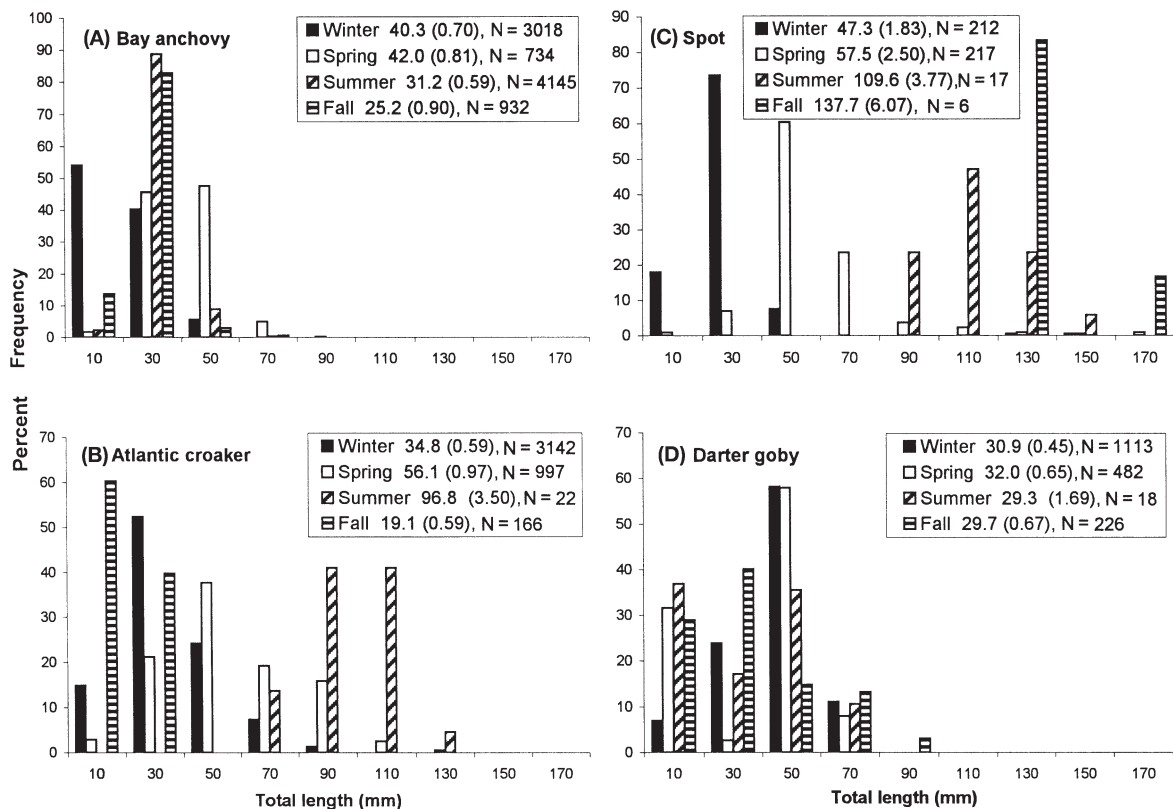 (A) Bay anchovy
Winter 40.3 (0.70), N = 3018
Spring 42.0 (0.81), N = 734
Summer 31.2 (0.59), N = 4145
Fall 25.2 (0.90), N = 932
100
90
80
70
60
50
40
30
20
10
0
10 30 50 70 90 110 130 150 170
(C) Spot
Winter 47.3 (1.83), N = 212
Spring 57.5 (2.50), N = 217
Summer 109.6 (3.77), N = 17
Fall 137.7 (6.07), N = 6
90
80
70
60
50
40
30
20
10
0
10 30 50 70 90 110 130 150 170
Percent Frequency
(B) Atlantic croaker
Winter 34.8 (0.59), N = 3142
Spring 56.1 (0.97), N = 997
Summer 96.8 (3.50), N = 22
Fall 19.1 (0.59), N = 166
70
60
50
40
30
20
10
0
10 30 50 70 90 110 130 150 170
Total length (mm)
(D) Darter goby
Winter 30.9 (0.45), N = 1113
Spring 32.0 (0.65), N = 482
Summer 29.3 (1.69), N = 18
Fall 29.7 (0.67), N = 226
70
60
50
40
30
20
10
0
10 30 50 70 90 110 130 150 170
Total length (mm)